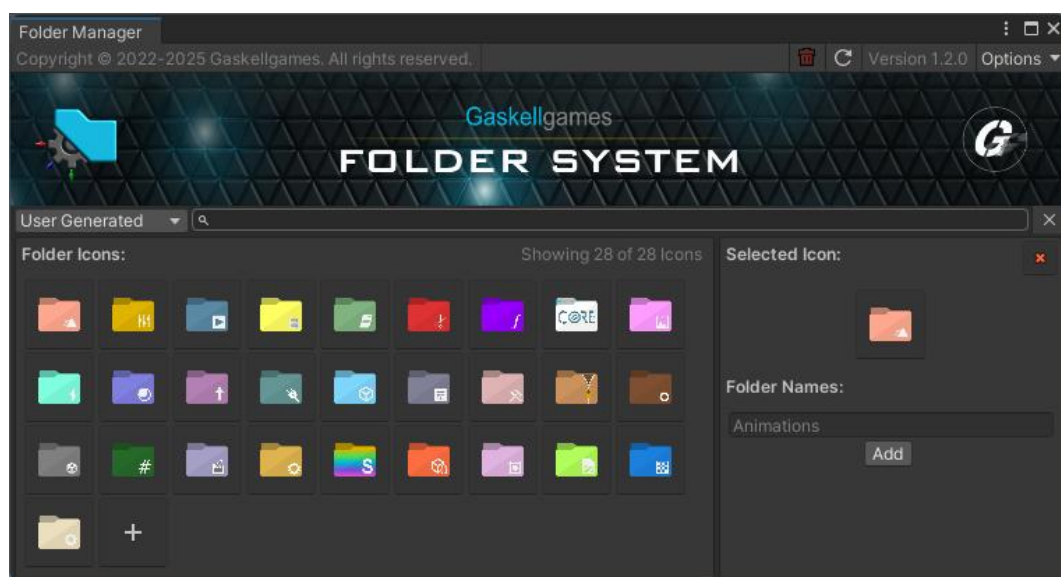 Folder Manager
Copyright © 2022-2025 Gaskellgames. All rights reserved.
Version 1.2.0 Options
Gaskellgames
FOLDER SYSTEM
G
User Generated
Folder Icons:
Showing 28 of 28 Icons
Selected Icon:
CORE
Folder Names:
Animations
#
S
Add